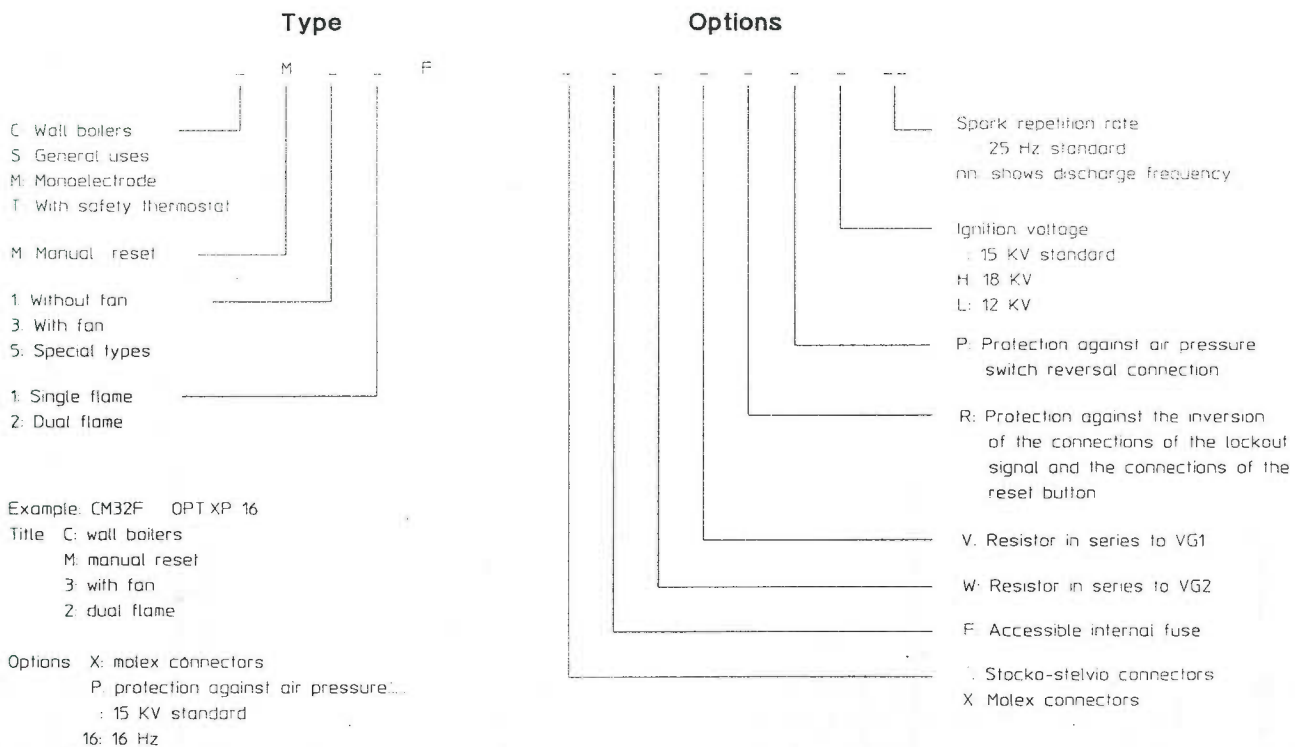 Type
Options
_ M _ _ F
_ _ _ _ _ _ _ _ _
C Wall boilers
S General uses
M: Monoelectrode
T With safety thermostat
M Manual reset
1. Without fan
3. With fan
5: Special types
1: Single flame
2: Dual flame
Example: CM32F OPT XP 16
Title C: wall boilers
M: manual reset
3: with fan
2: dual flame
Options X: molex connectors
P. protection against air pressure...
: 15 KV standard
16: 16 Hz
Spark repetition rate
25 Hz standard
nn. shows discharge frequency
Ignition voltage
: 15 KV standard
H 18 KV
L: 12 KV
P: Protection against air pressure
switch reversal connection
R: Protection against the inversion
of the connections of the lockout
signal and the connections of the
reset button
V. Resistor in series to VG1
W: Resistor in series to VG2
F. Accessible internal fuse
: Stocko-stelvio connectors
X Molex connectors